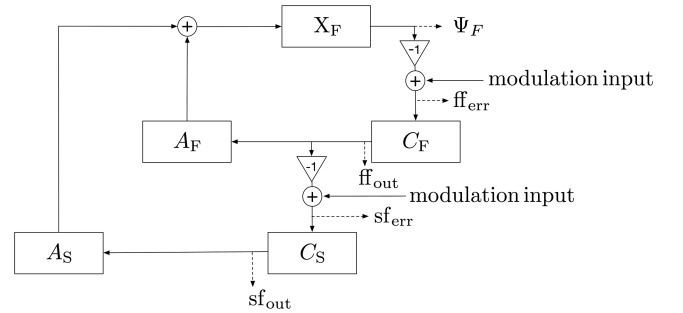 +
X_F
Ψ_F
-1
+
modulation input
ff_err
A_F
C_F
ff_out
-1
+
modulation input
sf_err
A_S
C_S
sf_out